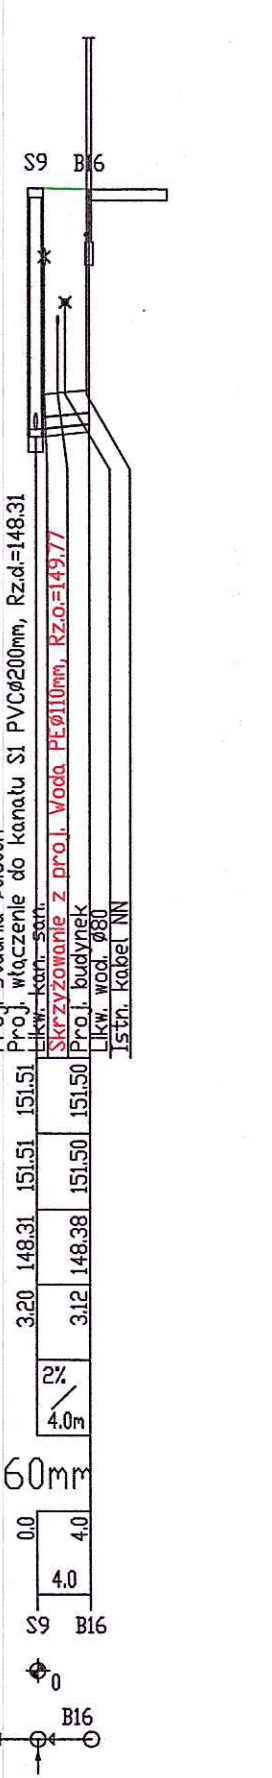 S9 B16
Proj. włączenie do kanału S1 PVCø200mm, Rz.d.=148.31
Likw. kan. san.
Skrzyżowanie z proj. Woda PEø110mm, Rz.o.=149.77
Proj. budynek
Likw. wod. ø80
Istn. kabel NN
151.51 151.50
151.51 151.50
148.31 148.38
3.20 3.12
2%
4.0m
60mm
0.0 4.0
4.0
S9 B16
0
B16